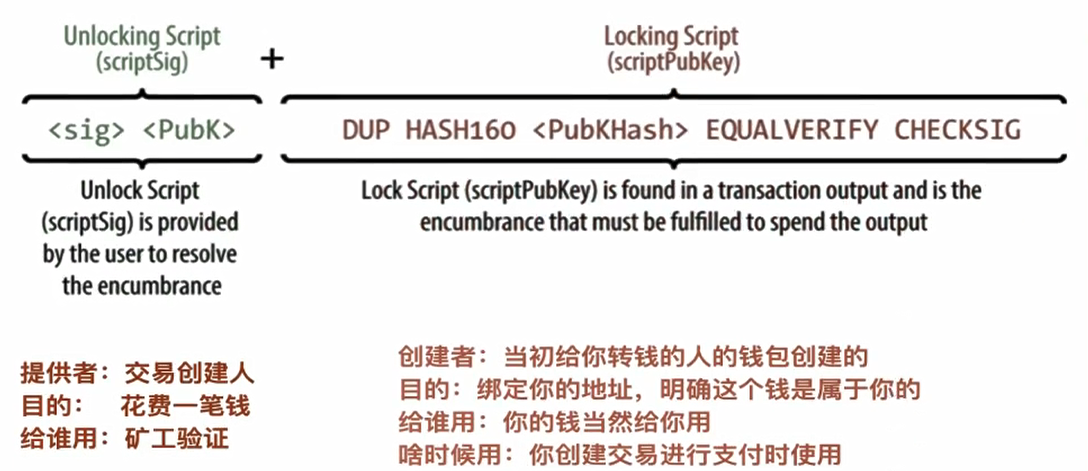 Unlocking Script
(scriptSig)
+
Locking Script
(scriptPubKey)
<sig> <PubK>
DUP HASH160 <PubKHash> EQUALVERIFY CHECKSIG
Unlock Script
(scriptSig) is provided
by the user to resolve
the encumbrance
Lock Script (scriptPubKey) is found in a transaction output and is the
encumbrance that must be fulfilled to spend the output
提供者：交易创建人
目的： 花费一笔钱
给谁用：矿工验证
创建者：当初给你转钱的人的钱包创建的
目的：绑定你的地址，明确这个钱是属于你的
给谁用：你的钱当然给你用
啥时候用：你创建交易进行支付时使用